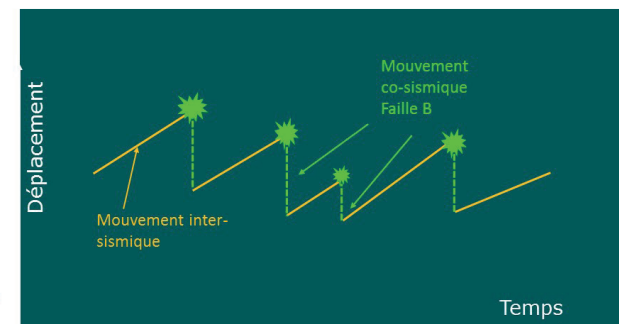 Mouvement
co-sismique
Faille B
Déplacement
Mouvement inter-
sismique
Temps